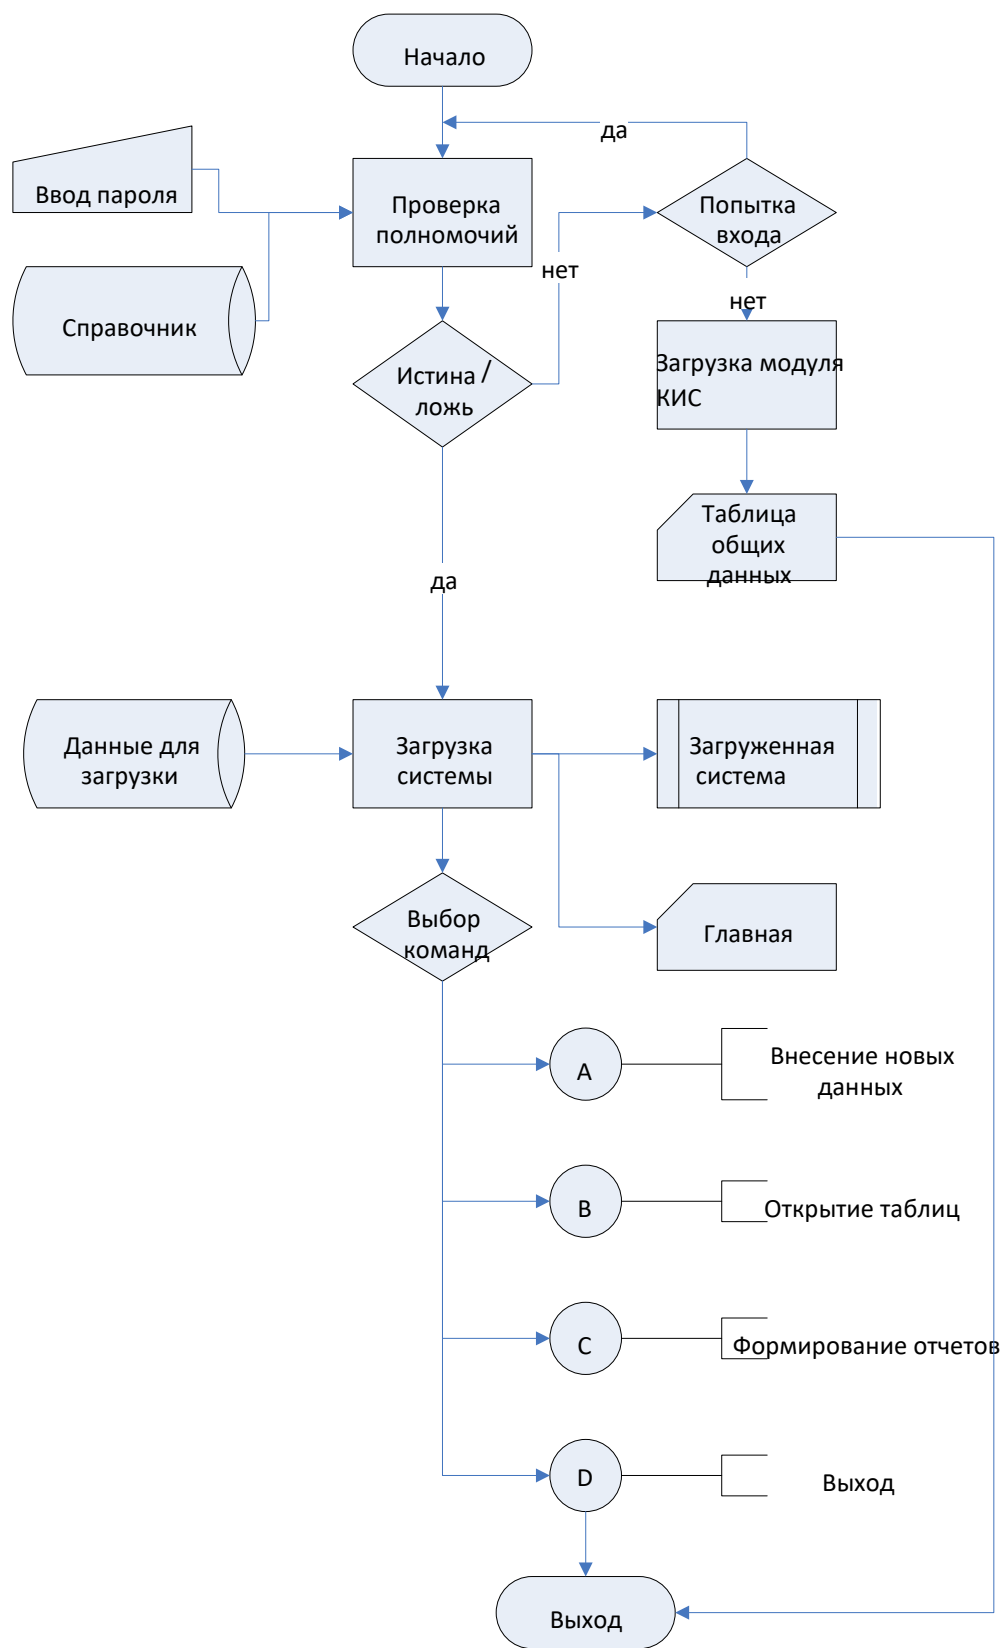 Начало
да
Ввод пароля
Проверка
полномочий
Попытка
входа
нет
нет
Справочник
Истина /
ложь
Загрузка модуля
КИС
Таблица
общих
данных
да
Данные для
загрузки
Загрузка
системы
Загруженная
система
Выбор
команд
Главная
A
Внесение новых
данных
B
Открытие таблиц
C
Формирование отчетов
D
Выход
Выход